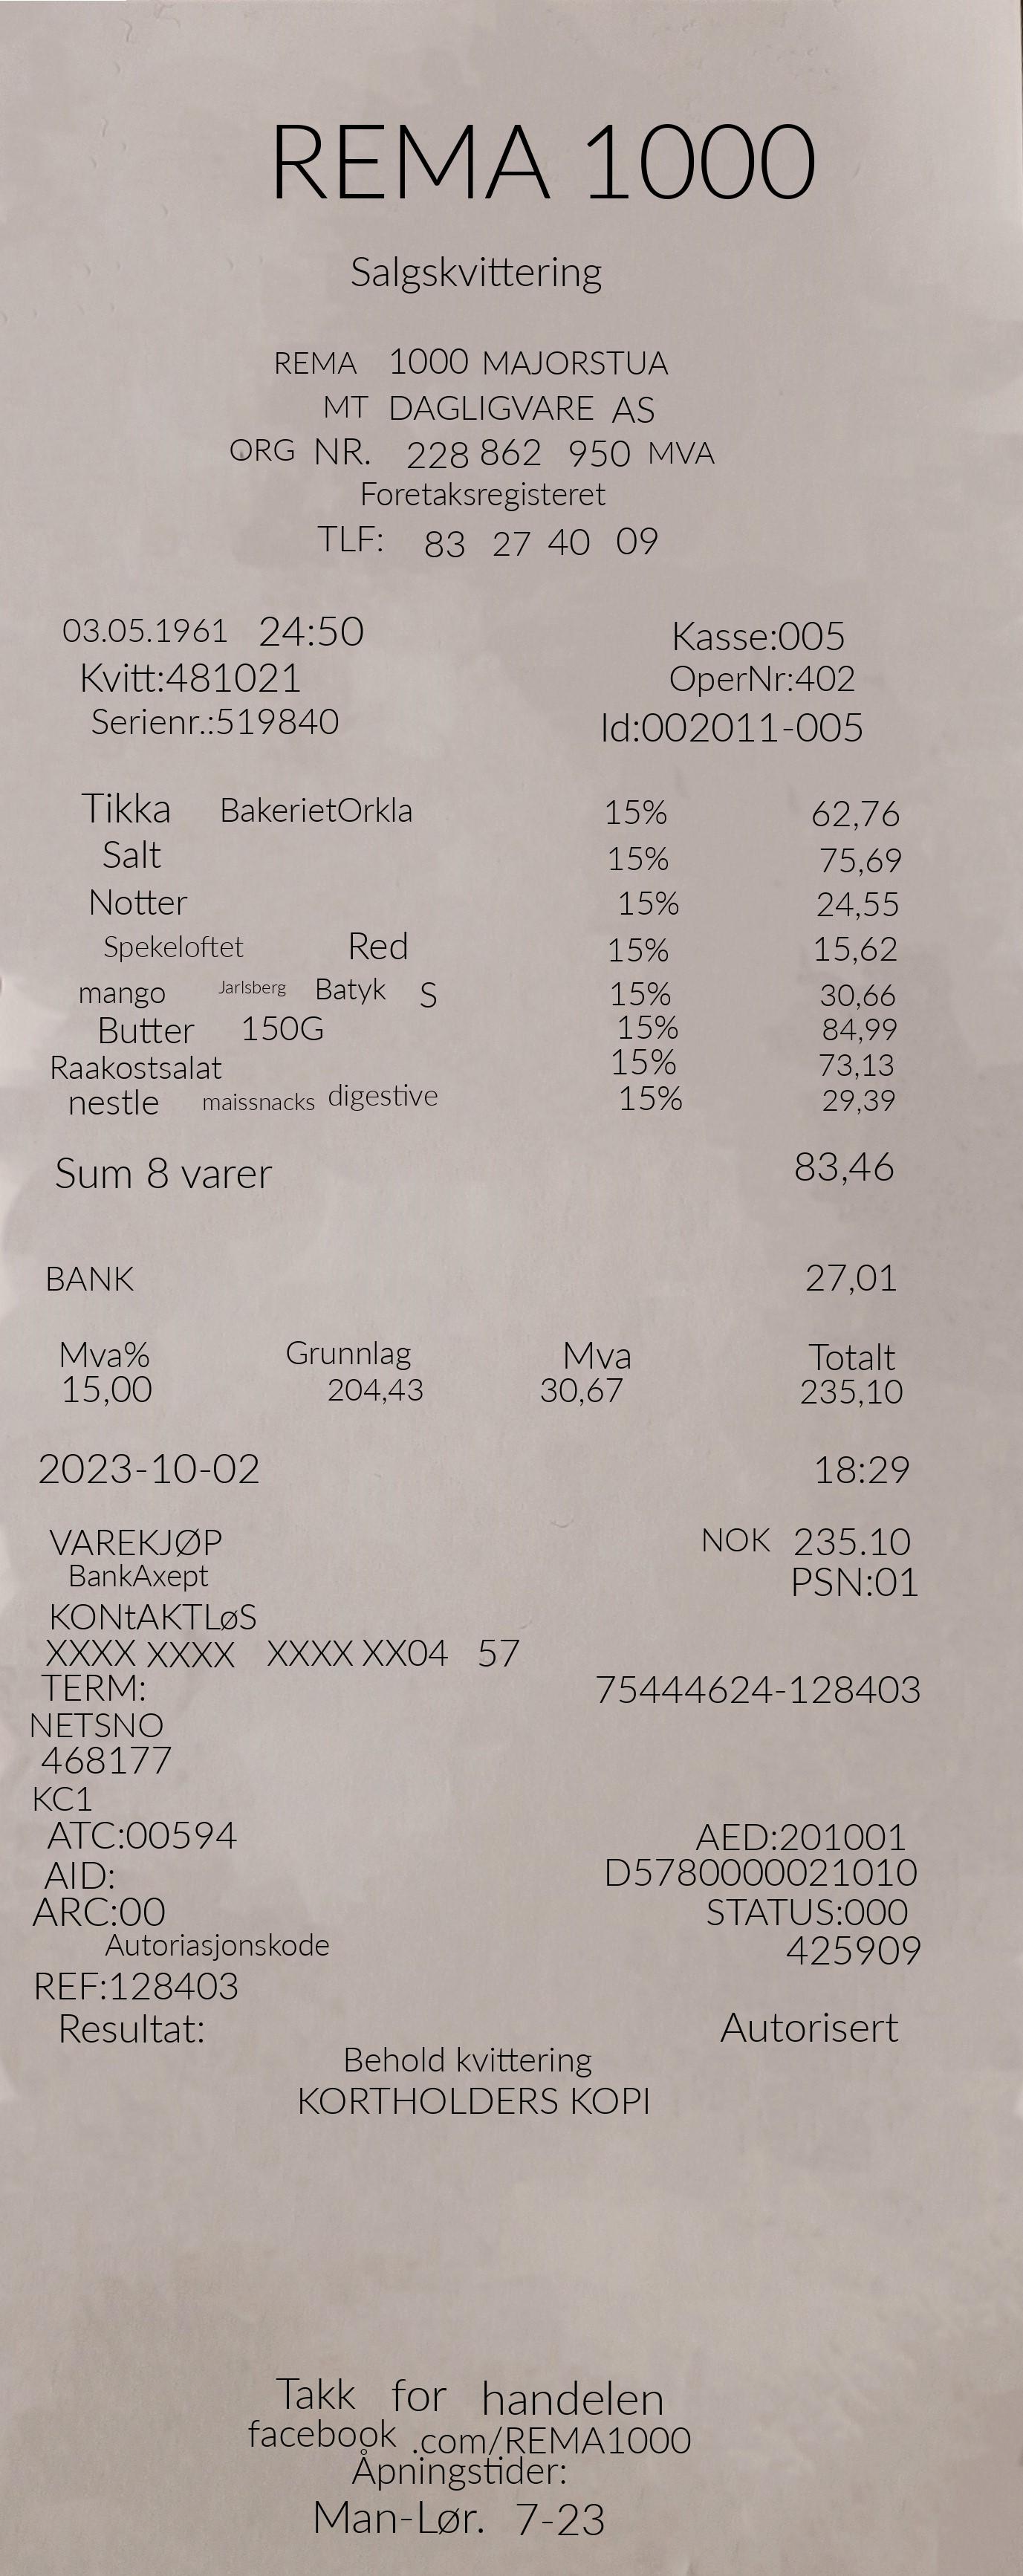 REMA 1000
Salgskvittering
REMA 1000 MAJORSTUA
MT DAGLIGVARE AS
ORG NR. 228 862 950 MVA
Foretaksregisteret
TLF: 83 27 40 09
03.05.1961 24:50 Kasse:005
Kvitt:481021 OperNr:402
Serienr.:519840 Id:002011-005
Tikka BakerietOrkla 15% 62,76
Salt 15% 75,69
Notter 15% 24,55
Spekeloftet Red 15% 15,62
mango Jarlsberg Batyk S 15% 30,66
Butter 150G 15% 84,99
Raakostsalat 15% 73,13
nestle maissnacks digestive 15% 29,39
Sum 8 varer 83,46
BANK 27,01
Mva% Grunnlag Mva Totalt
15,00 204,43 30,67 235,10
2023-10-02 18:29
VAREKJØP NOK 235.10
BankAxept PSN:01
KONtAKTLøS
XXXX XXXX XXXX XX04 57
TERM: 75444624-128403
NETSNO
468177
KC1
ATC:00594 AED:201001
AID: D5780000021010
ARC:00 STATUS:000
Autoriasjonskode 425909
REF:128403
Resultat: Autorisert
Behold kvittering
KORTHOLDERS KOPI
Takk for handelen
facebook .com/REMA1000
Åpningstider:
Man-Lør. 7-23